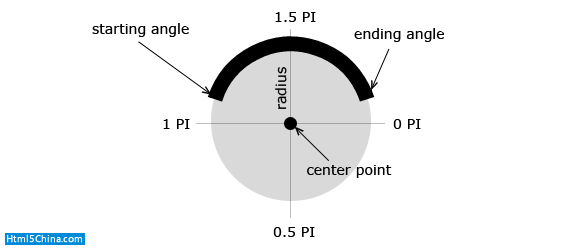 1.5 PI
starting angle
ending angle
radius
1 PI
0 PI
center point
0.5 PI
Html5China.com